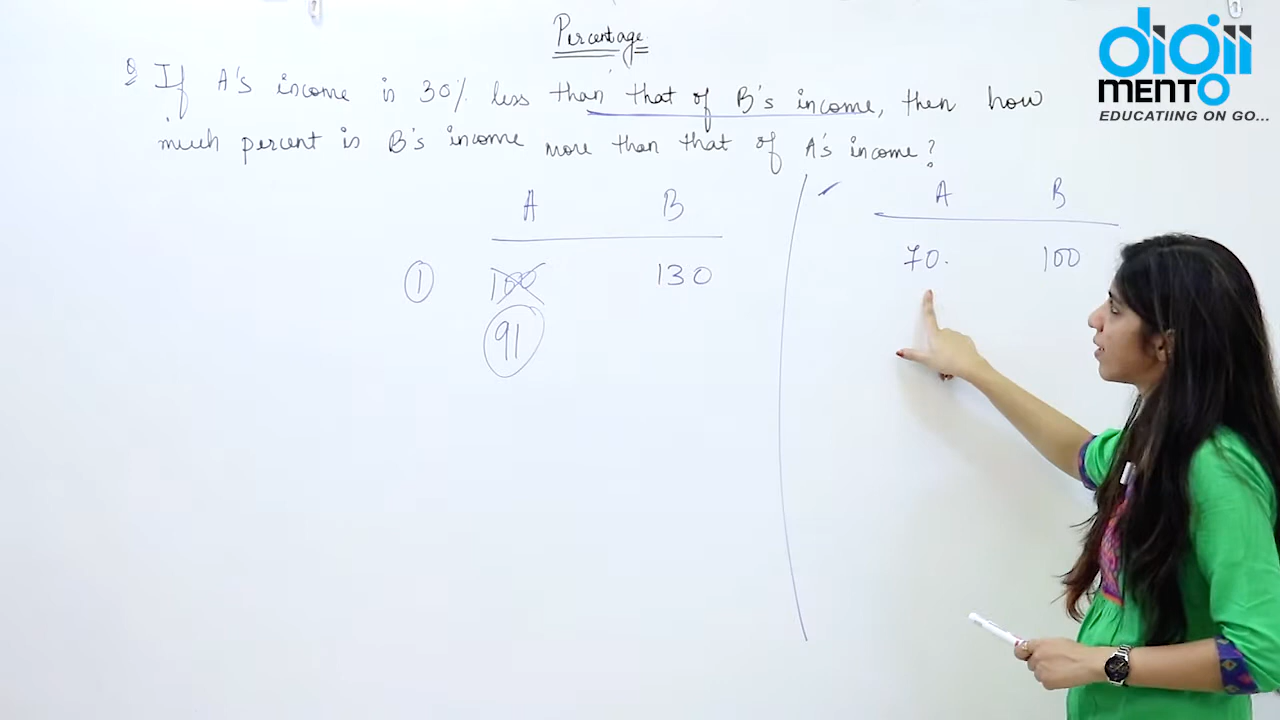 Percentage
Q If A's income is 30% less than that of B's income, then how
much percent is B's income more than that of A's income?
A B
1 100 130
91
A B
70. 100
digii
MENTO
EDUCATIING ON GO...